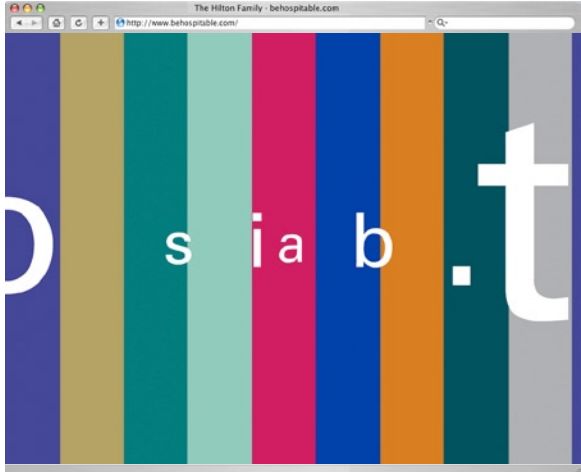 The Hilton Family - behospitable.com
http://www.behospitable.com/
s i a b . t